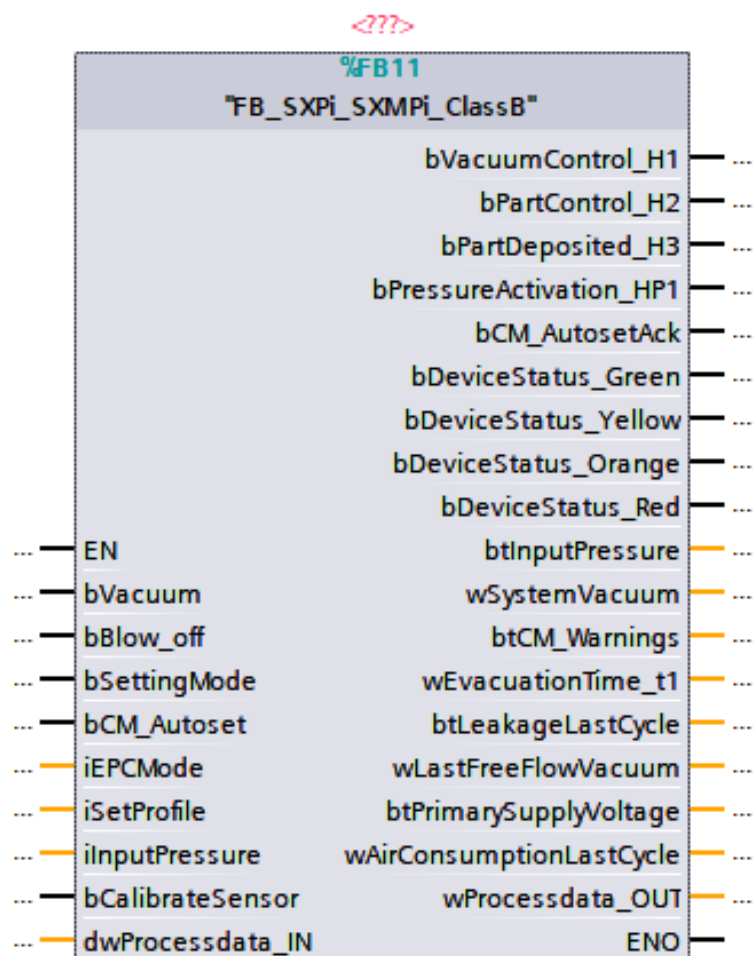 <???>
%FB11
"FB_SXPi_SXMPi_ClassB"
bVacuumControl_H1 ...
bPartControl_H2 ...
bPartDeposited_H3 ...
bPressureActivation_HP1 ...
bCM_AutosetAck ...
bDeviceStatus_Green ...
bDeviceStatus_Yellow ...
bDeviceStatus_Orange ...
bDeviceStatus_Red ...
... EN btInputPressure ...
... bVacuum wSystemVacuum ...
... bBlow_off btCM_Warnings ...
... bSettingMode wEvacuationTime_t1 ...
... bCM_Autoset btLeakageLastCycle ...
... iEPCMode wLastFreeFlowVacuum ...
... iSetProfile btPrimarySupplyVoltage ...
... iInputPressure wAirConsumptionLastCycle ...
... bCalibrateSensor wProcessdata_OUT ...
... dwProcessdata_IN ENO